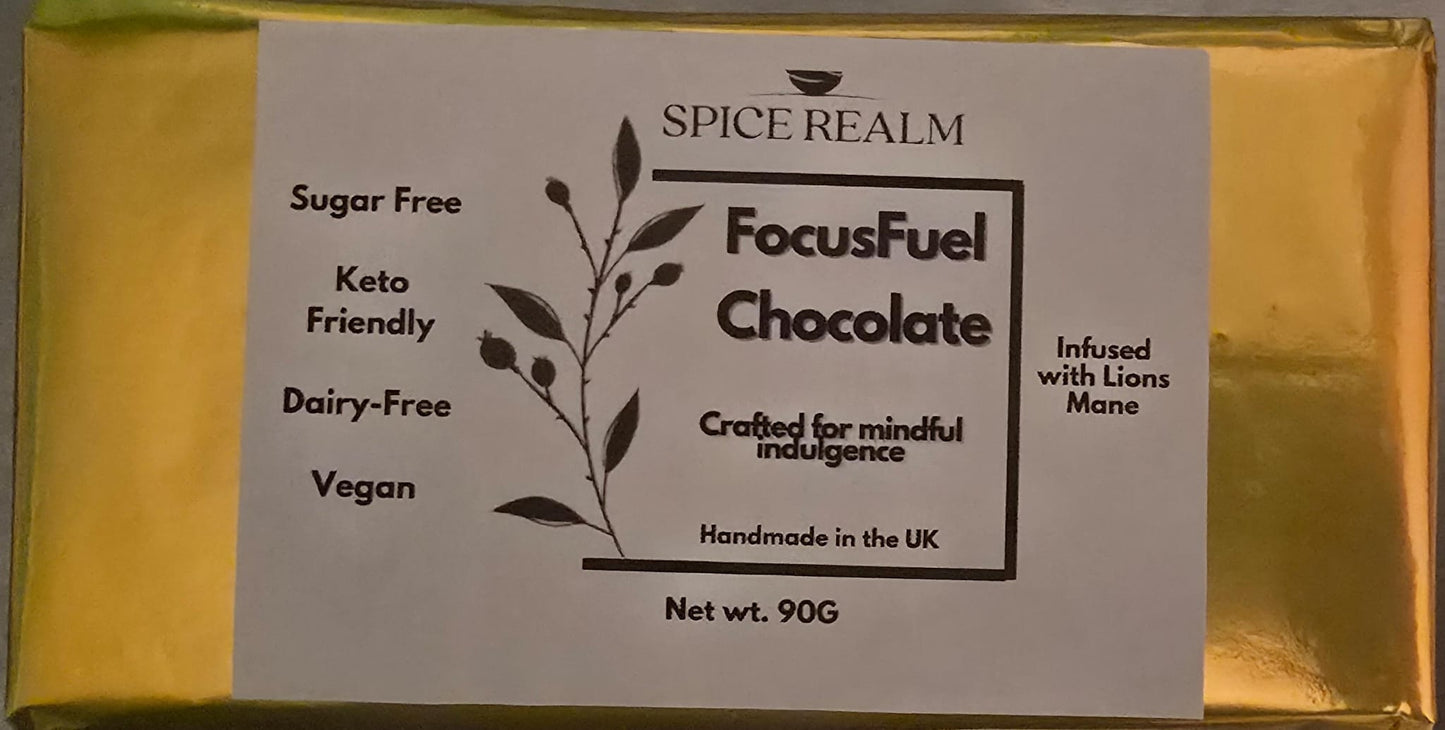 SPICE REALM
Sugar Free
Keto
Friendly
Dairy-Free
Vegan
FocusFuel
Chocolate
Crafted for mindful
indulgence
Handmade in the UK
Net wt. 90G
Infused
with Lions
Mane